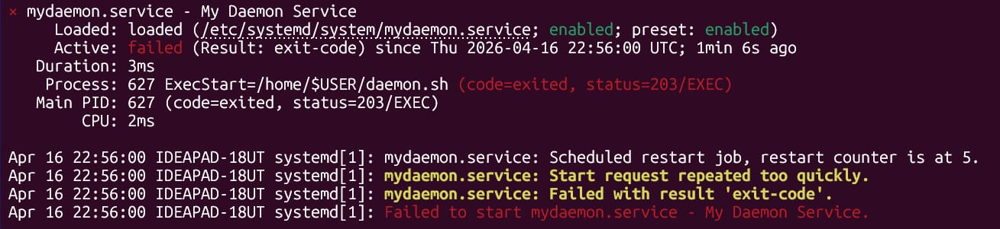 × mydaemon.service - My Daemon Service
Loaded: loaded (/etc/systemd/system/mydaemon.service; enabled; preset: enabled)
Active: failed (Result: exit-code) since Thu 2026-04-16 22:56:00 UTC; 1min 6s ago
Duration: 3ms
Process: 627 ExecStart=/home/$USER/daemon.sh (code=exited, status=203/EXEC)
Main PID: 627 (code=exited, status=203/EXEC)
CPU: 2ms

Apr 16 22:56:00 IDEAPAD-18UT systemd[1]: mydaemon.service: Scheduled restart job, restart counter is at 5.
Apr 16 22:56:00 IDEAPAD-18UT systemd[1]: mydaemon.service: Start request repeated too quickly.
Apr 16 22:56:00 IDEAPAD-18UT systemd[1]: mydaemon.service: Failed with result 'exit-code'.
Apr 16 22:56:00 IDEAPAD-18UT systemd[1]: Failed to start mydaemon.service - My Daemon Service.